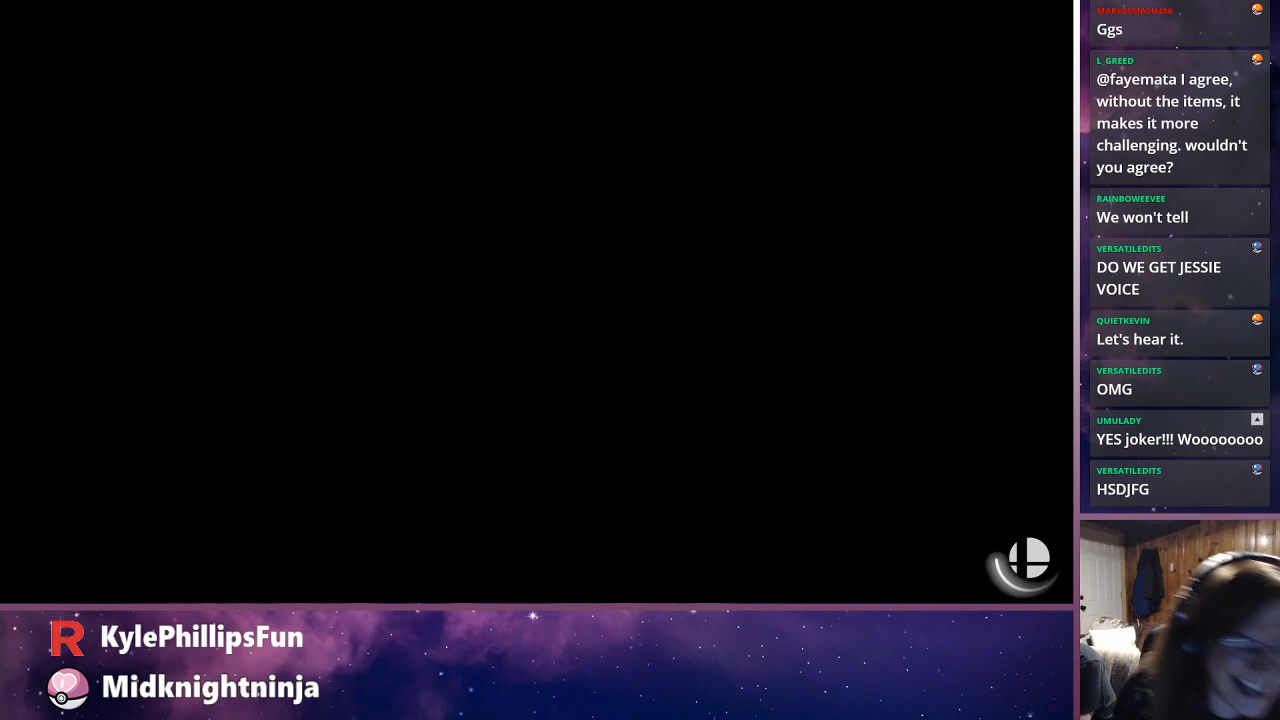 MARIOSMASH456
Ggs
L_GREED
@fayemata I agree,
without the items, it
makes it more
challenging. wouldn't
you agree?
RAINBOWEEVEE
We won't tell
VERSATILEDITS
DO WE GET JESSIE
VOICE
QUIETKEVIN
Let's hear it.
VERSATILEDITS
OMG
UMULADY
YES joker!!! Woooooooo
VERSATILEDITS
HSDJFG
R KylePhillipsFun
Midknightninja